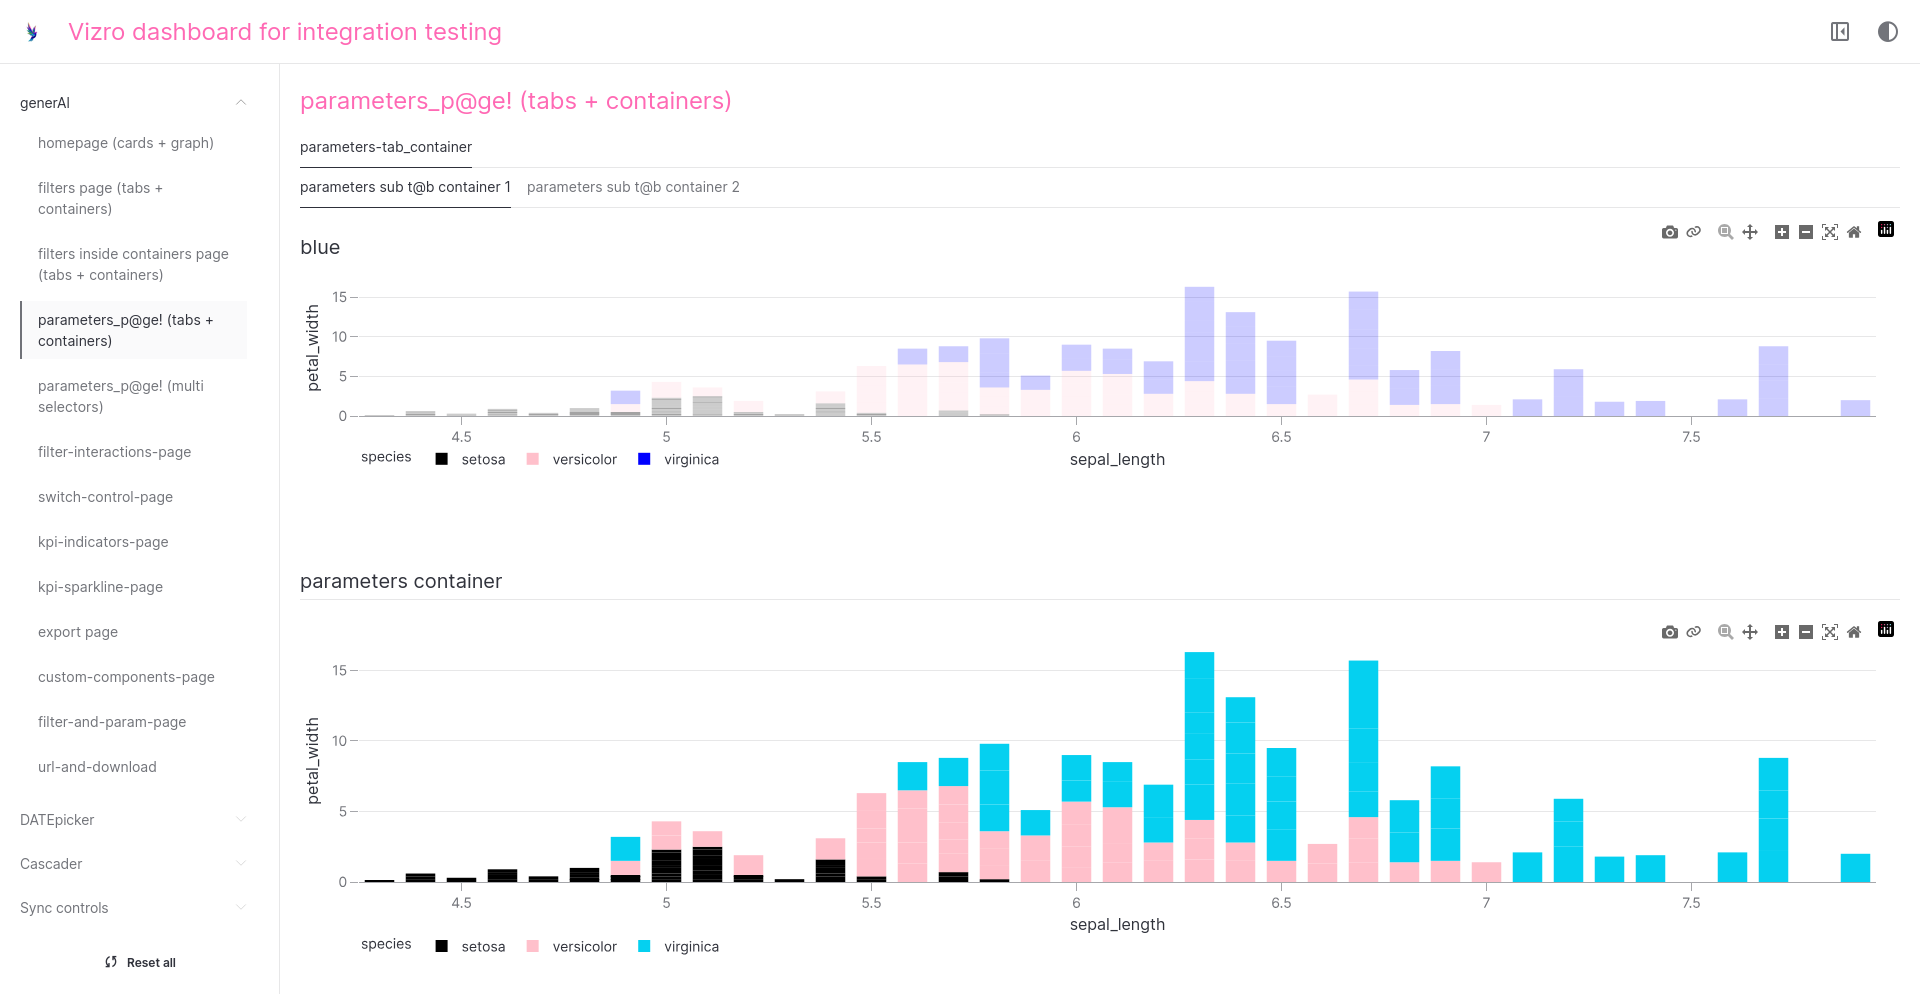 Vizro dashboard for integration testing
generAI
homepage (cards + graph)
filters page (tabs +
containers)
filters inside containers page
(tabs + containers)
parameters_p@ge! (tabs +
containers)
parameters_p@ge! (multi
selectors)
filter-interactions-page
switch-control-page
kpi-indicators-page
kpi-sparkline-page
export page
custom-components-page
filter-and-param-page
url-and-download
DATEpicker
Cascader
Sync controls
Reset all
parameters_p@ge! (tabs + containers)
parameters-tab_container
parameters sub t@b container 1 parameters sub t@b container 2
blue
petal_width
15
10
5
0
4.5 5 5.5 6 6.5 7 7.5
species setosa versicolor virginica
sepal_length
parameters container
petal_width
15
10
5
0
4.5 5 5.5 6 6.5 7 7.5
sepal_length
species setosa versicolor virginica